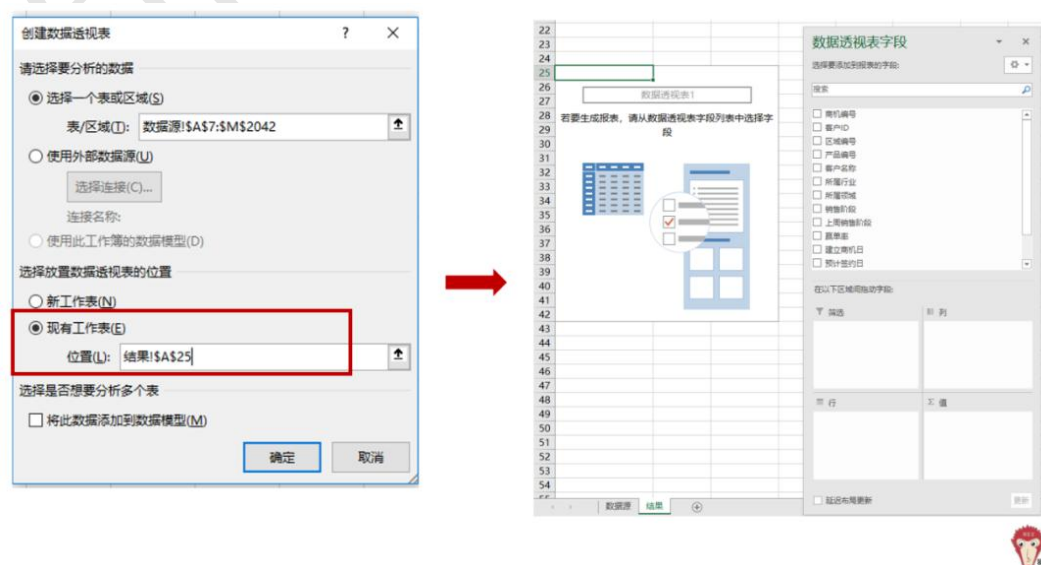 创建数据透视表 ? ×
请选择要分析的数据
选择一个表或区域(S)
表/区域(T): 数据源!$A$7:$M$2042
使用外部数据源(U)
选择连接(C)...
连接名称:
使用此工作簿的数据模型(D)
选择放置数据透视表的位置
新工作表(N)
现有工作表(E)
位置(L): 结果!$A$25
选择是否想要分析多个表
将此数据添加到数据模型(M)
确定 取消
22
23
24
25
26
27
28
29
30
31
32
33
34
35
36
37
38
39
40
41
42
43
44
45
46
47
48
49
50
51
52
53
54
数据透视表1
若要生成报表，请从数据透视表字段列表中选择字
段
数据源 结果
数据透视表字段
选择要添加到报表的字段:
搜索
商机编号
客户ID
区域编号
产品编号
客户名称
所属行业
所属领域
销售阶段
上周销售阶段
赢单率
建立商机日
预计签约日
在以下区域间拖动字段:
筛选
列
行
Σ 值
延迟布局更新 更新